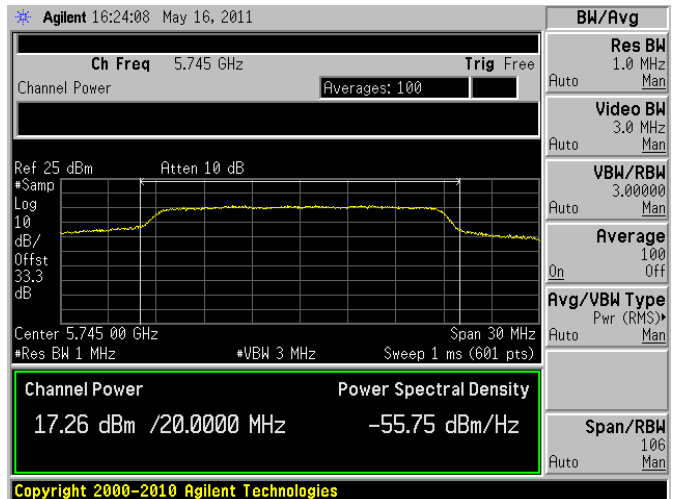 Agilent 16:24:08 May 16, 2011
BW/Avg
Ch Freq 5.745 GHz Trig Free
Channel Power Averages: 100
Ref 25 dBm Atten 10 dB
#Samp
Log
10
dB/
Offst
33.3
dB
Center 5.745 00 GHz Span 30 MHz
#Res BW 1 MHz #VBW 3 MHz Sweep 1 ms (601 pts)
Channel Power Power Spectral Density
17.26 dBm /20.0000 MHz -55.75 dBm/Hz
Res BW
1.0 MHz
Auto Man
Video BW
3.0 MHz
Auto Man
VBW/RBW
3.00000
Auto Man
Average
100
On Off
Avg/VBW Type
Pwr (RMS)▸
Auto Man
Span/RBW
106
Auto Man
Copyright 2000-2010 Agilent Technologies